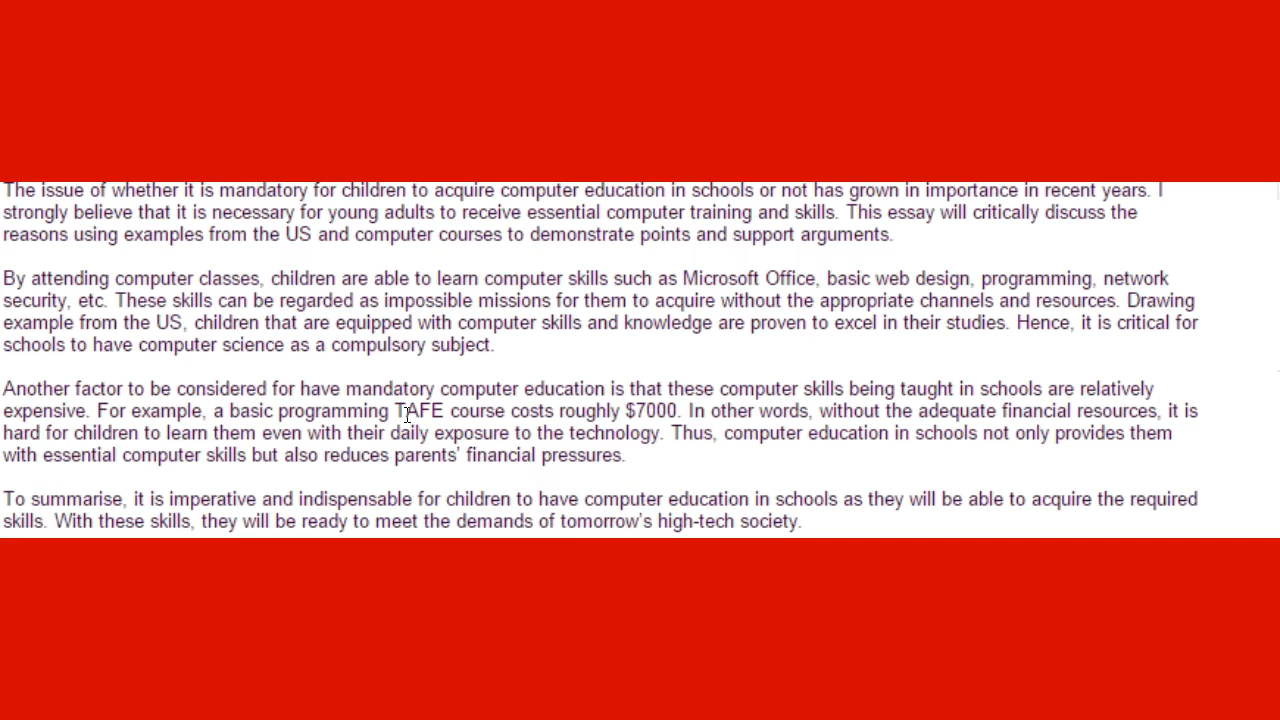 The issue of whether it is mandatory for children to acquire computer education in schools or not has grown in importance in recent years. I
strongly believe that it is necessary for young adults to receive essential computer training and skills. This essay will critically discuss the
reasons using examples from the US and computer courses to demonstrate points and support arguments.
By attending computer classes, children are able to learn computer skills such as Microsoft Office, basic web design, programming, network
security, etc. These skills can be regarded as impossible missions for them to acquire without the appropriate channels and resources. Drawing
example from the US, children that are equipped with computer skills and knowledge are proven to excel in their studies. Hence, it is critical for
schools to have computer science as a compulsory subject.
Another factor to be considered for have mandatory computer education is that these computer skills being taught in schools are relatively
expensive. For example, a basic programming TAFE course costs roughly $7000. In other words, without the adequate financial resources, it is
hard for children to learn them even with their daily exposure to the technology. Thus, computer education in schools not only provides them
with essential computer skills but also reduces parents' financial pressures.
To summarise, it is imperative and indispensable for children to have computer education in schools as they will be able to acquire the required
skills. With these skills, they will be ready to meet the demands of tomorrow's high-tech society.